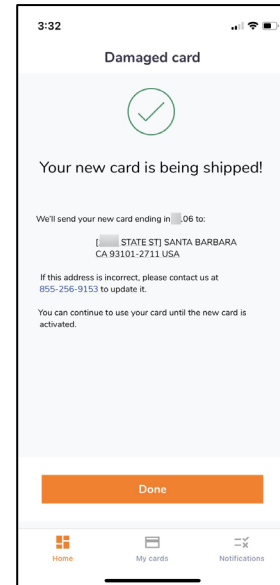 3:32
Damaged card
Your new card is being shipped!
We'll send your new card ending in .06 to:
[ STATE ST] SANTA BARBARA
CA 93101-2711 USA
If this address is incorrect, please contact us at
855-256-9153 to update it.
You can continue to use your card until the new card is
activated.
Done
Home
My cards
Notifications